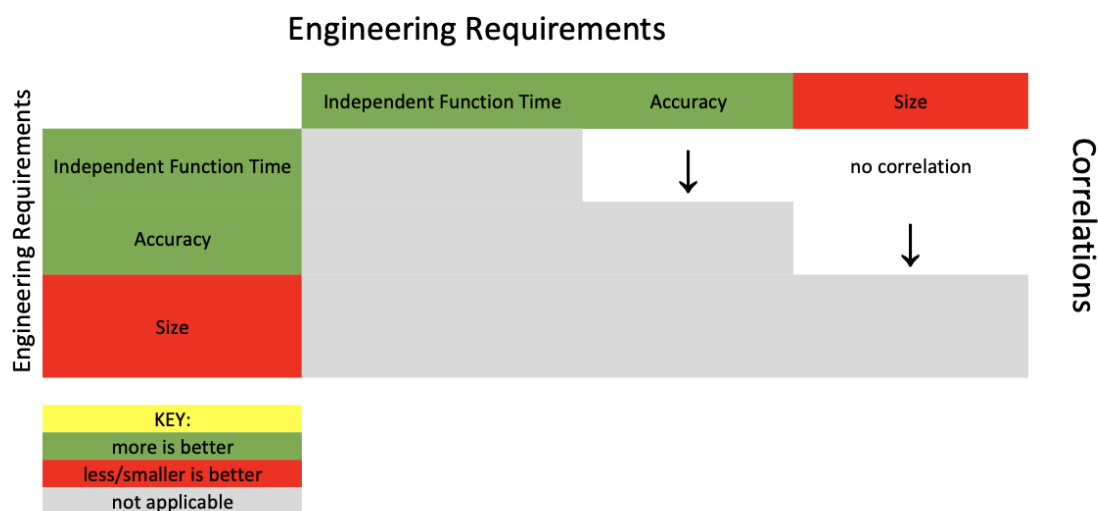 Engineering Requirements
Independent Function Time
Accuracy
Size
Engineering Requirements
Independent Function Time
↓
no correlation
Accuracy
↓
Size
Correlations
KEY:
more is better
less/smaller is better
not applicable